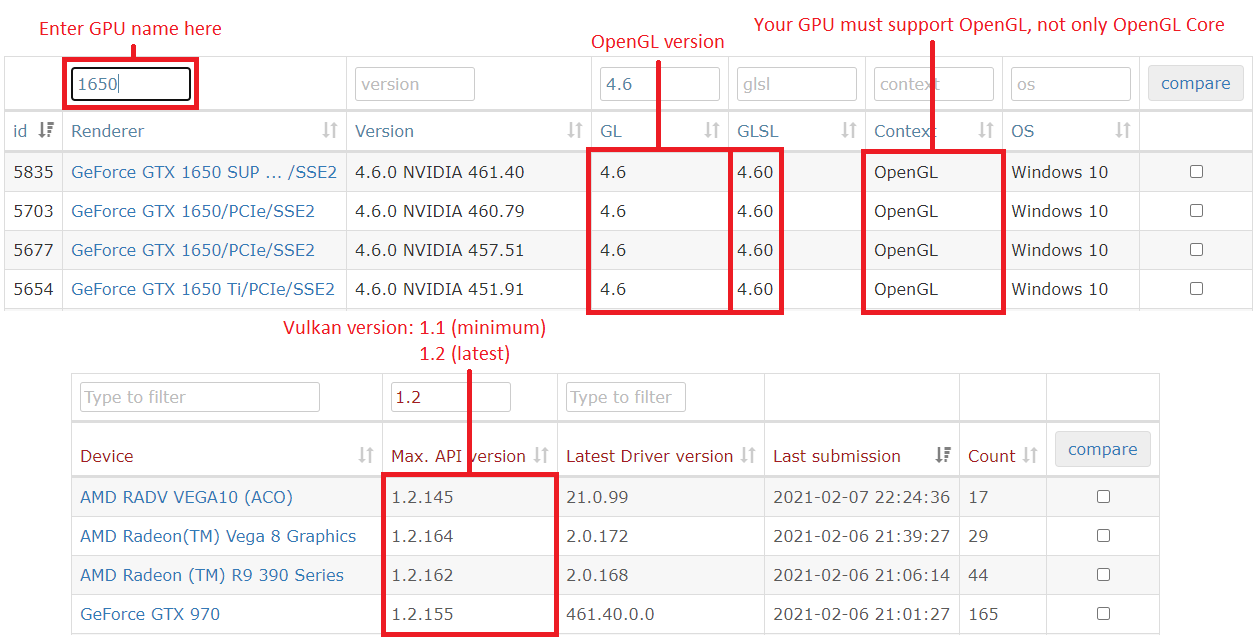 Enter GPU name here
OpenGL version
Your GPU must support OpenGL, not only OpenGL Core
1650 version 4.6 glsl context os compare
id Renderer Version GL GLSL Context OS
5835 GeForce GTX 1650 SUP ... /SSE2 4.6.0 NVIDIA 461.40 4.6 4.60 OpenGL Windows 10
5703 GeForce GTX 1650/PCIe/SSE2 4.6.0 NVIDIA 460.79 4.6 4.60 OpenGL Windows 10
5677 GeForce GTX 1650/PCIe/SSE2 4.6.0 NVIDIA 457.51 4.6 4.60 OpenGL Windows 10
5654 GeForce GTX 1650 Ti/PCIe/SSE2 4.6.0 NVIDIA 451.91 4.6 4.60 OpenGL Windows 10
Vulkan version: 1.1 (minimum)
1.2 (latest)
Type to filter 1.2 Type to filter
Device Max. API version Latest Driver version Last submission Count compare
AMD RADV VEGA10 (ACO) 1.2.145 21.0.99 2021-02-07 22:24:36 17
AMD Radeon(TM) Vega 8 Graphics 1.2.164 2.0.172 2021-02-06 21:39:27 29
AMD Radeon (TM) R9 390 Series 1.2.162 2.0.168 2021-02-06 21:06:14 44
GeForce GTX 970 1.2.155 461.40.0.0 2021-02-06 21:01:27 165